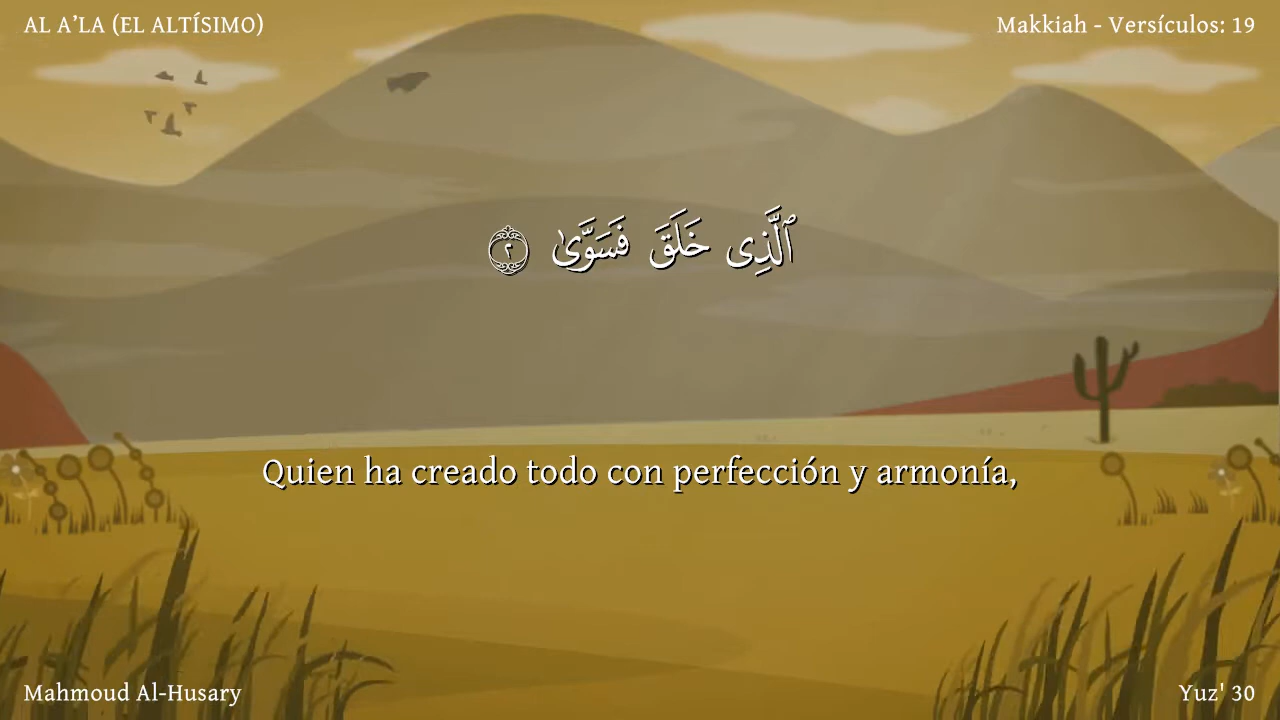 AL A’LA (EL ALTÍSIMO)
Makkiah - Versículos: 19
ٱلَّذِى خَلَقَ فَسَوَّىٰ ٢
Quien ha creado todo con perfección y armonía,
Mahmoud Al-Husary
Yuz' 30